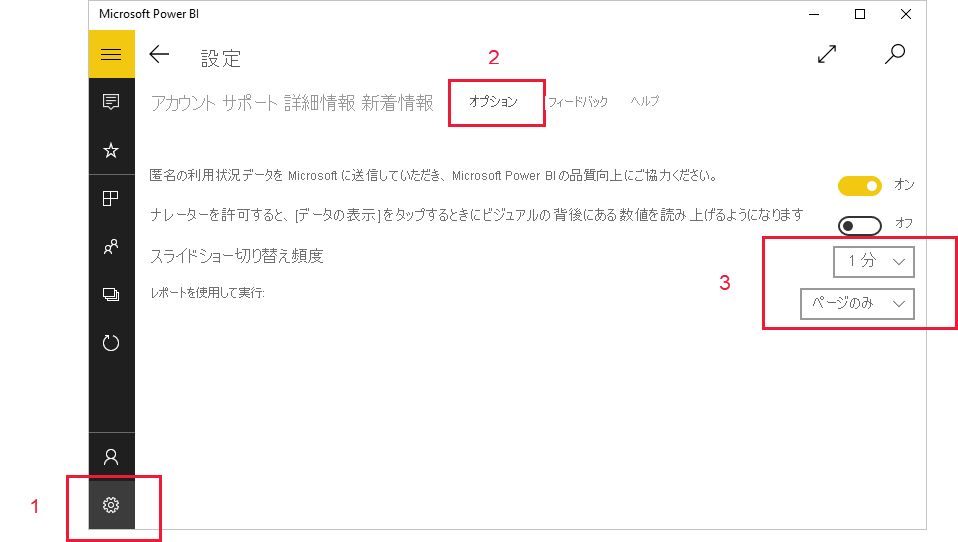 Microsoft Power BI
設定
2
アカウント サポート 詳細情報 新着情報 オプション フィードバック ヘルプ
匿名の利用状況データを Microsoft に送信していただき、Microsoft Power BI の品質向上にご協力ください。 オン
ナレーターを許可すると、[データの表示] をタップするときにビジュアルの背後にある数値を読み上げるようになります オフ
スライドショー切り替え頻度 1 分
3
レポートを使用して実行: ページのみ
1